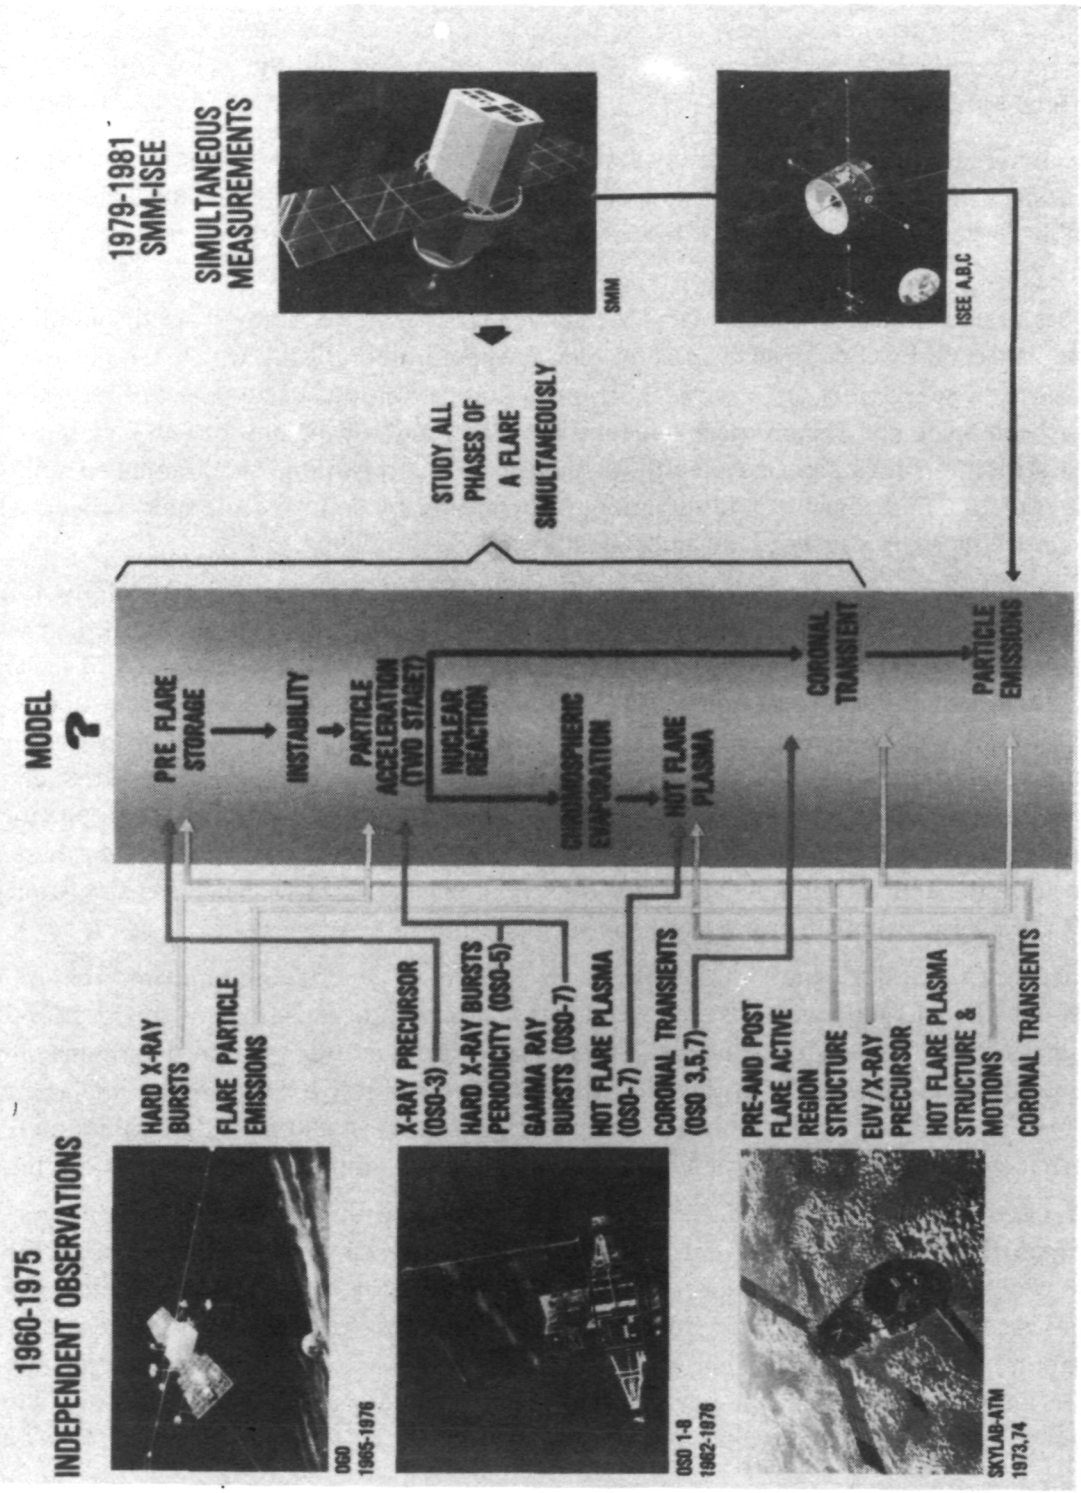 1960-1975
INDEPENDENT OBSERVATIONS
OGO
1965-1976
HARD X-RAY
BURSTS
FLARE PARTICLE
EMISSIONS
OSO 1-8
1962-1976
X-RAY PRECURSOR
(OSO-3)
HARD X-RAY BURSTS
PERIODICITY (OSO-5)
GAMMA RAY
BURSTS (OSO-7)
HOT FLARE PLASMA
(OSO-7)
CORONAL TRANSIENTS
(OSO 3,5,7)
SKYLAB-ATM
1973,74
PRE-AND POST
FLARE ACTIVE
REGION
STRUCTURE
EUV/X-RAY
PRECURSOR
HOT FLARE PLASMA
STRUCTURE &
MOTIONS
CORONAL TRANSIENTS
MODEL
?
PRE FLARE
STORAGE
INSTABILITY
PARTICLE
ACCELERATION
(TWO STAGE?)
NUCLEAR
REACTION
CHROMOSPHERIC
EVAPORATION
HOT FLARE
PLASMA
CORONAL
TRANSIENT
PARTICLE
EMISSIONS
STUDY ALL
PHASES OF
A FLARE
SIMULTANEOUSLY
1979-1981
SMM-ISEE
SIMULTANEOUS
MEASUREMENTS
SMM
ISEE A,B,C